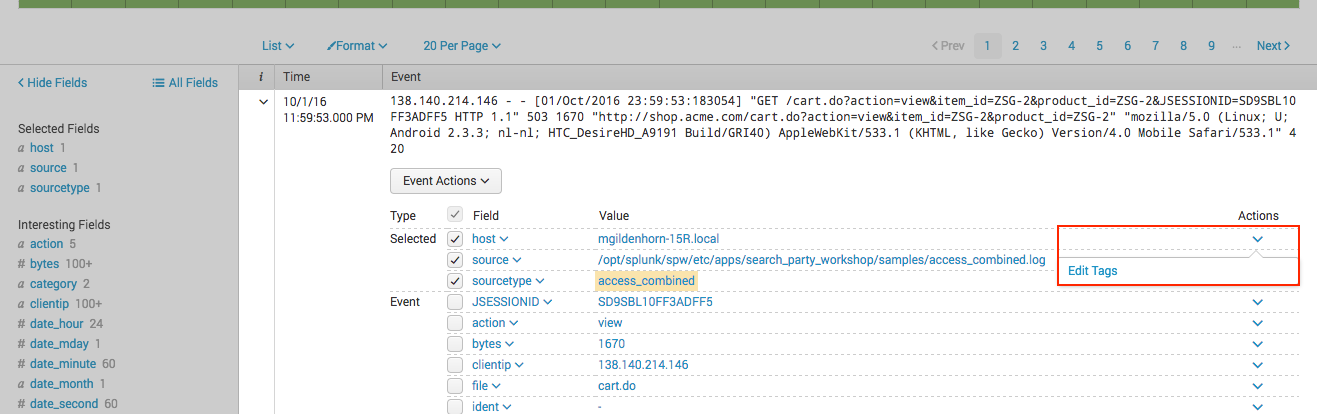 List Format 20 Per Page < Prev 1 2 3 4 5 6 7 8 9 ... Next >
< Hide Fields All Fields
Selected Fields
a host 1
a source 1
a sourcetype 1
Interesting Fields
a action 5
# bytes 100+
a category 2
a clientip 100+
# date_hour 24
# date_mday 1
# date_minute 60
a date_month 1
# date_second 60
i Time Event
10/1/16
11:59:53.000 PM
138.140.214.146 - - [01/Oct/2016 23:59:53:183054] "GET /cart.do?action=view&item_id=ZSG-2&product_id=ZSG-2&JSESSIONID=SD9SBL10
FF3ADFF5 HTTP 1.1" 503 1670 "http://shop.acme.com/cart.do?action=view&item_id=ZSG-2&product_id=ZSG-2" "mozilla/5.0 (Linux; U;
Android 2.3.3; nl-nl; HTC_DesireHD_A9191 Build/GRI40) AppleWebKit/533.1 (KHTML, like Gecko) Version/4.0 Mobile Safari/533.1" 4
20
Event Actions
Type Field Value Actions
Selected host mgildenhorn-15R.local
source /opt/splunk/spw/etc/apps/search_party_workshop/samples/access_combined.log
Edit Tags
sourcetype access_combined
Event JSESSIONID SD9SBL10FF3ADFF5
action view
bytes 1670
clientip 138.140.214.146
file cart.do
ident -